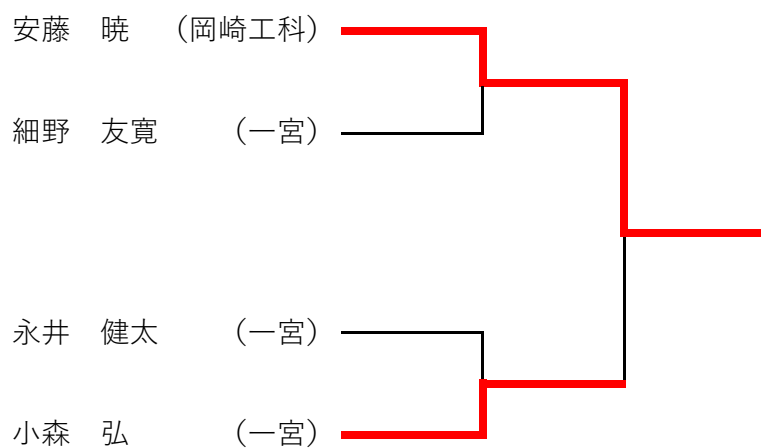 安藤　暁　（岡崎工科）
細野　友寛　　（一宮）
永井　健太　　（一宮）
小森　弘　　　（一宮）